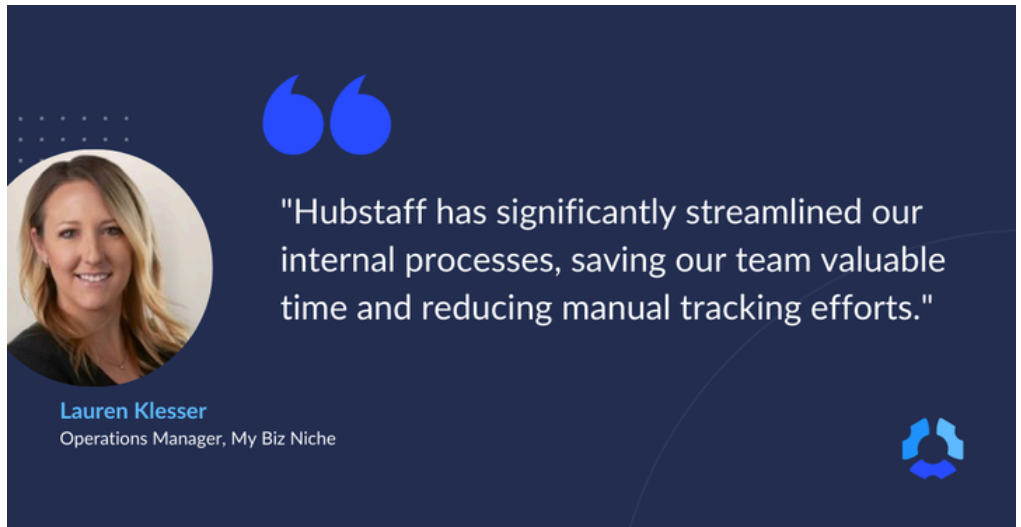 "Hubstaff has significantly streamlined our
internal processes, saving our team valuable
time and reducing manual tracking efforts."
Lauren Klesser
Operations Manager, My Biz Niche